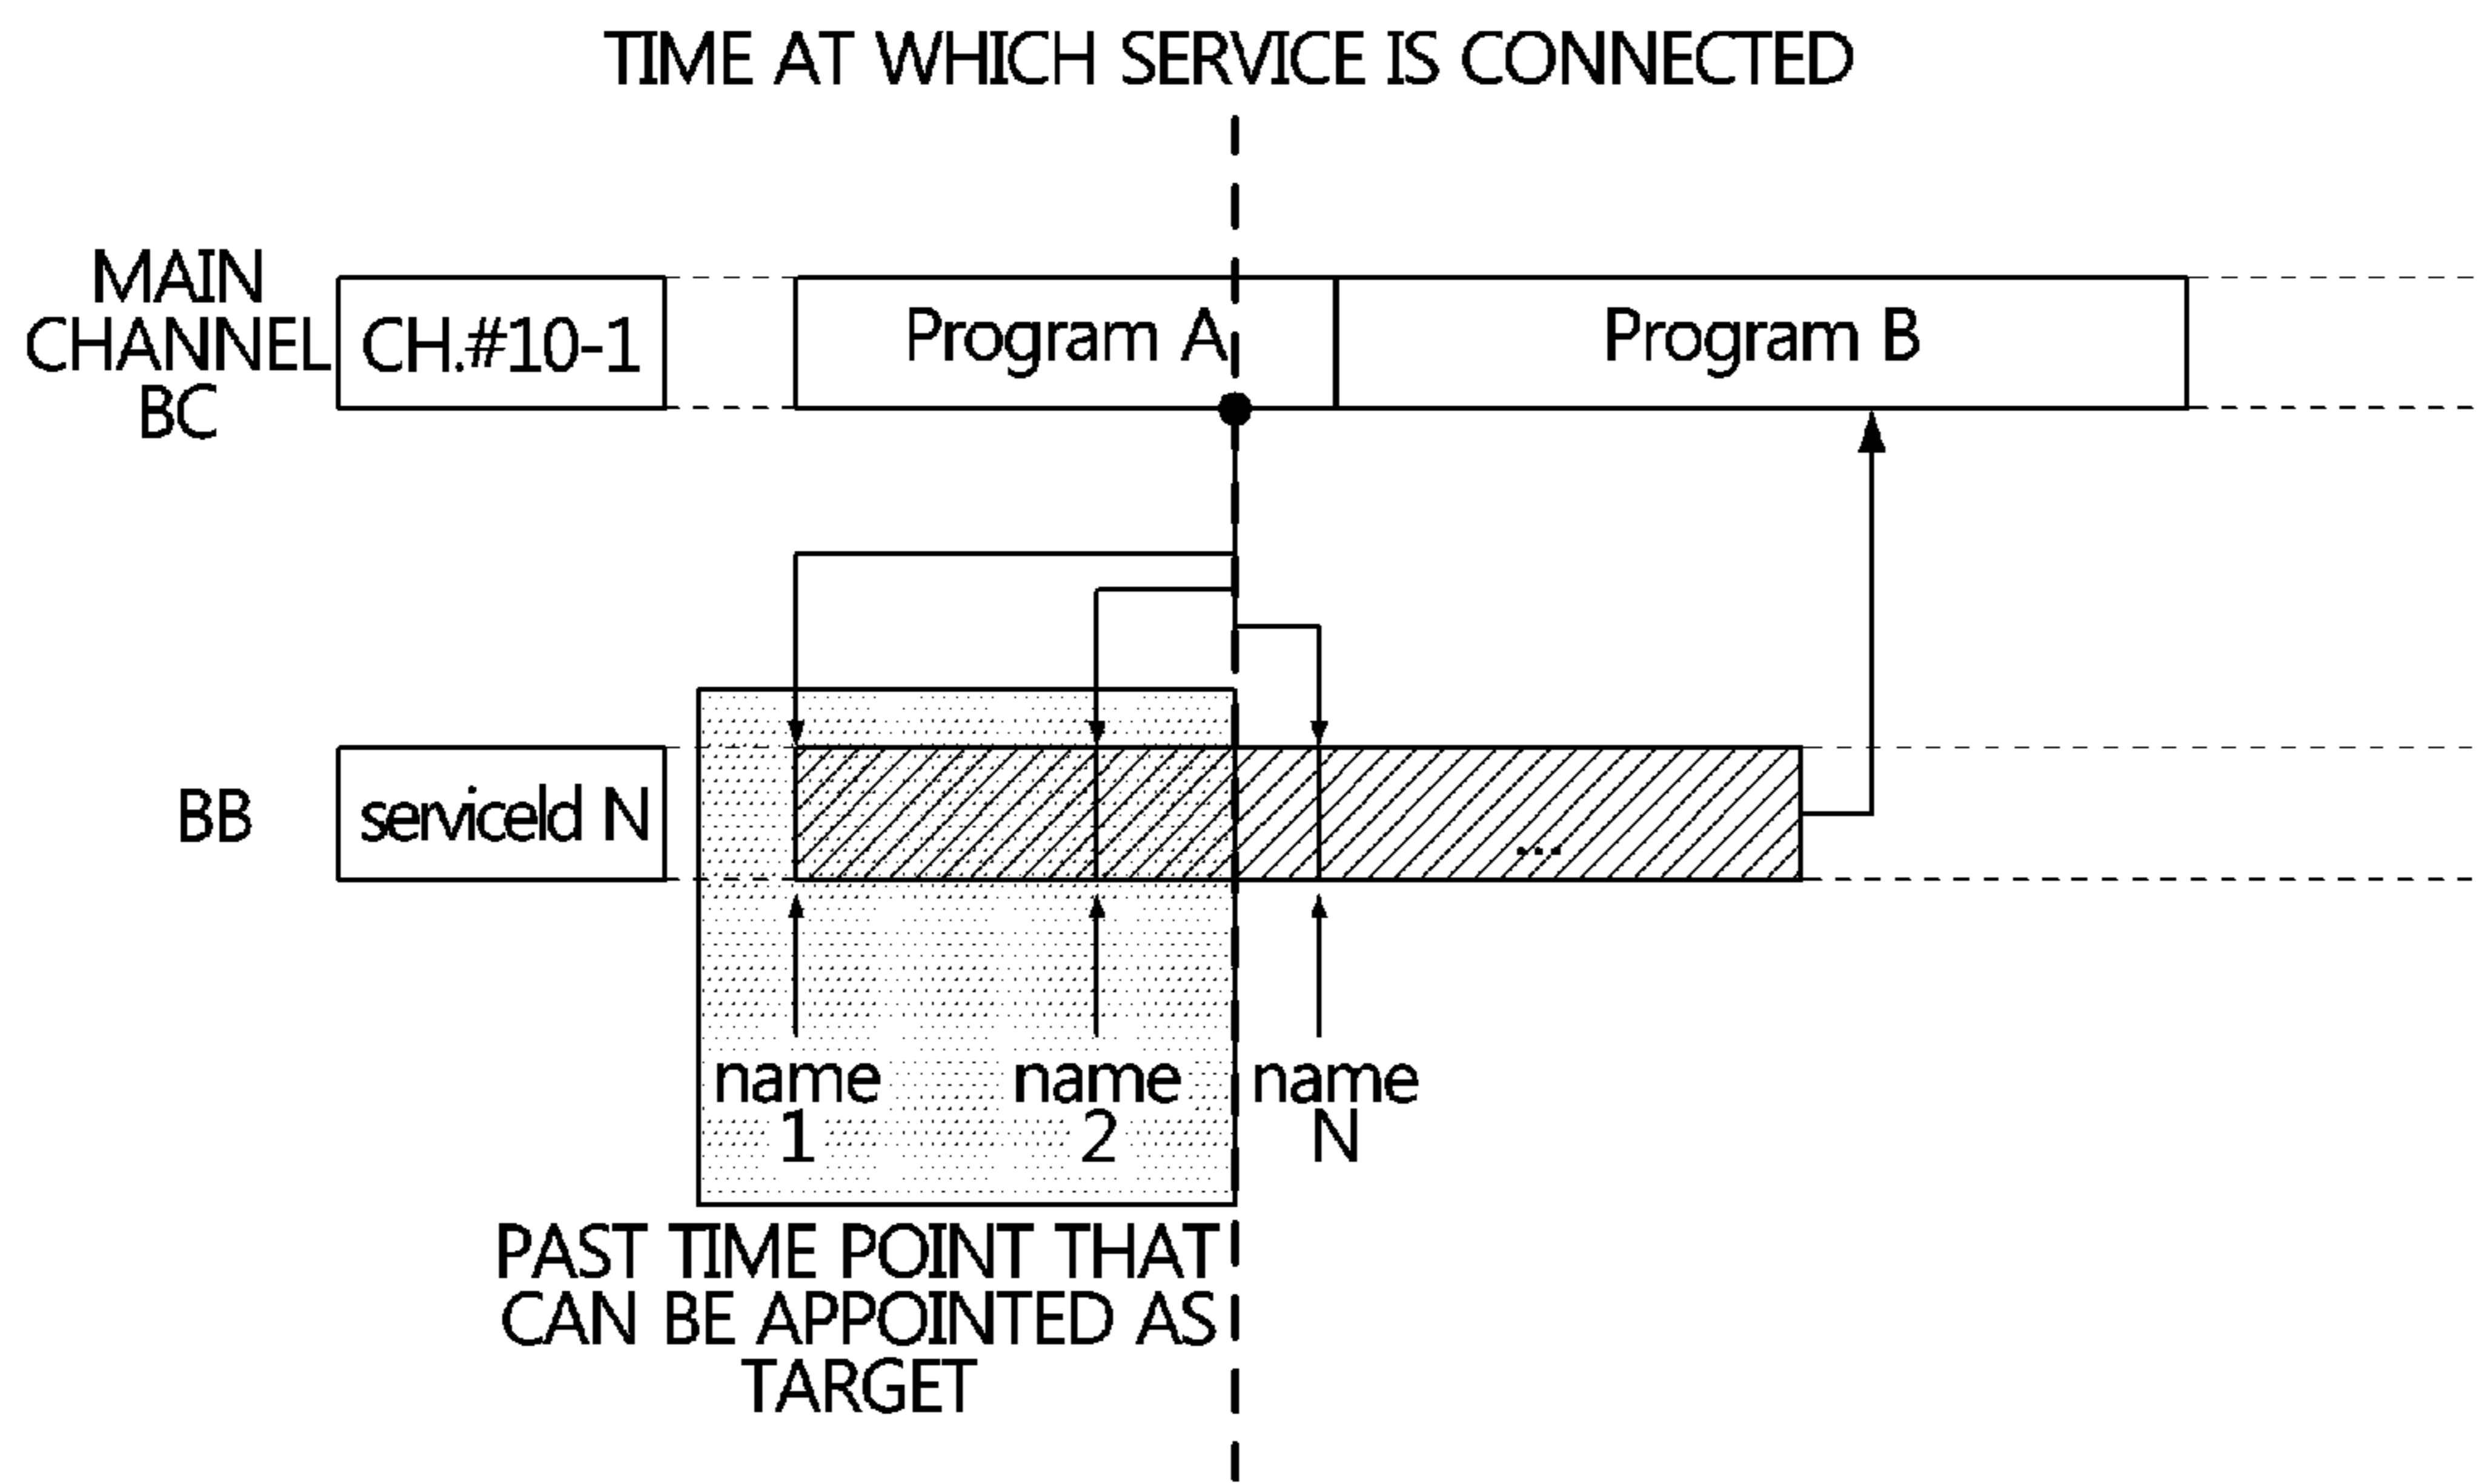 TIME AT WHICH SERVICE IS CONNECTED
MAIN
CHANNEL
BC
CH.#10-1
Program A
Program B
BB
serviceId N
...
name
1
name
2
name
N
PAST TIME POINT THAT
CAN BE APPOINTED AS
TARGET